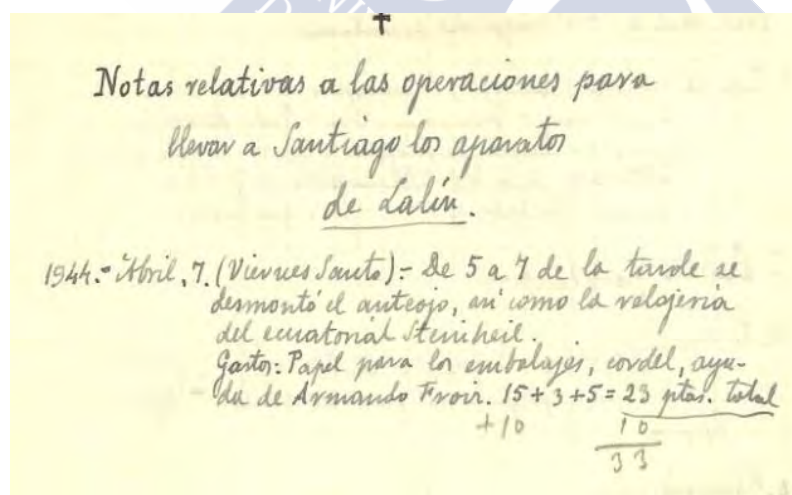 Notas relativas a las operaciones para
llevar a Santiago los aparatos
de Lalín.
1944.- Abril, 7. (Viernes Santo).- De 5 a 7 de la tarde se
desmontó el anteojo, así como la relojería
del ecuatorial Steinheil.
Gastos: Papel para los embalajes, cordel, ayu-
da de Armando Froiz. 15 + 3 + 5 = 23 ptas. total
+ 10 10
33